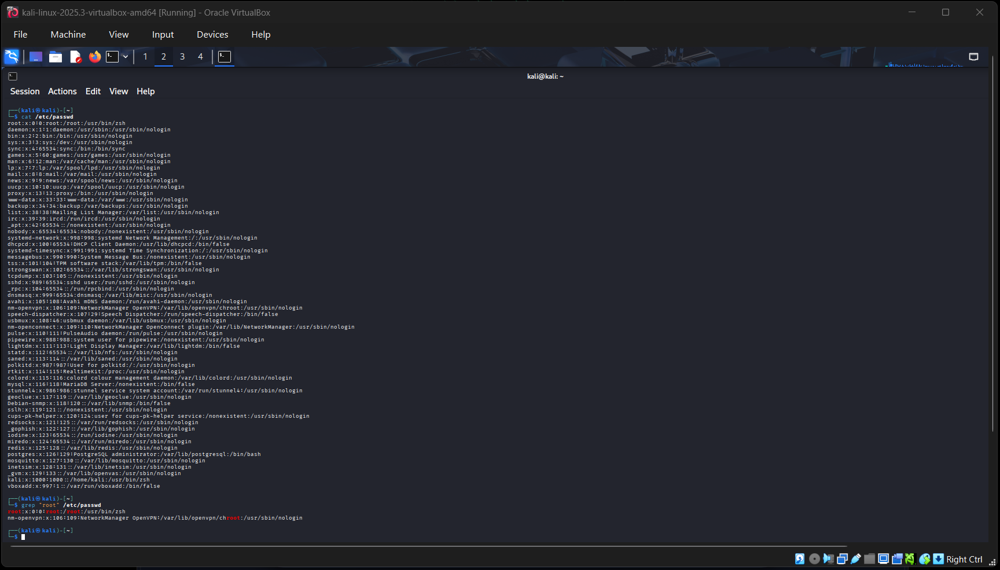 kali-linux-2025.3-virtualbox-amd64 [Running] - Oracle VirtualBox
File Machine View Input Devices Help
1 2 3 4
kali@kali: ~
Session Actions Edit View Help
┌──(kali㉿kali)-[~]
└─$ cat /etc/passwd
root:x:0:0:root:/root:/usr/bin/zsh
daemon:x:1:1:daemon:/usr/sbin:/usr/sbin/nologin
bin:x:2:2:bin:/bin:/usr/sbin/nologin
sys:x:3:3:sys:/dev:/usr/sbin/nologin
sync:x:4:65534:sync:/bin:/bin/sync
games:x:5:60:games:/usr/games:/usr/sbin/nologin
man:x:6:12:man:/var/cache/man:/usr/sbin/nologin
lp:x:7:7:lp:/var/spool/lpd:/usr/sbin/nologin
mail:x:8:8:mail:/var/mail:/usr/sbin/nologin
news:x:9:9:news:/var/spool/news:/usr/sbin/nologin
uucp:x:10:10:uucp:/var/spool/uucp:/usr/sbin/nologin
proxy:x:13:13:proxy:/bin:/usr/sbin/nologin
www-data:x:33:33:www-data:/var/www:/usr/sbin/nologin
backup:x:34:34:backup:/var/backups:/usr/sbin/nologin
list:x:38:38:Mailing List Manager:/var/list:/usr/sbin/nologin
irc:x:39:39:ircd:/run/ircd:/usr/sbin/nologin
_apt:x:42:65534::/nonexistent:/usr/sbin/nologin
nobody:x:65534:65534:nobody:/nonexistent:/usr/sbin/nologin
systemd-network:x:998:998:systemd Network Management:/:/usr/sbin/nologin
dhcpcd:x:100:65534:DHCP Client Daemon:/usr/lib/dhcpcd:/bin/false
systemd-timesync:x:991:991:systemd Time Synchronization:/:/usr/sbin/nologin
messagebus:x:990:990:System Message Bus:/nonexistent:/usr/sbin/nologin
tss:x:101:104:TPM software stack:/var/lib/tpm:/bin/false
strongswan:x:102:65534::/var/lib/strongswan:/usr/sbin/nologin
tcpdump:x:103:105::/nonexistent:/usr/sbin/nologin
sshd:x:989:65534:sshd user:/run/sshd:/usr/sbin/nologin
_rpc:x:104:65534::/run/rpcbind:/usr/sbin/nologin
dnsmasq:x:999:65534:dnsmasq:/var/lib/misc:/usr/sbin/nologin
avahi:x:105:108:Avahi mDNS daemon:/run/avahi-daemon:/usr/sbin/nologin
nm-openvpn:x:106:109:NetworkManager OpenVPN:/var/lib/openvpn/chroot:/usr/sbin/nologin
speech-dispatcher:x:107:29:Speech Dispatcher:/run/speech-dispatcher:/bin/false
usbmux:x:108:46:usbmux daemon:/var/lib/usbmux:/usr/sbin/nologin
nm-openconnect:x:109:110:NetworkManager OpenConnect plugin:/var/lib/NetworkManager:/usr/sbin/nologin
pulse:x:110:111:PulseAudio daemon:/run/pulse:/usr/sbin/nologin
pipewire:x:988:988:system user for pipewire:/nonexistent:/usr/sbin/nologin
lightdm:x:111:113:Light Display Manager:/var/lib/lightdm:/bin/false
statd:x:112:65534::/var/lib/nfs:/usr/sbin/nologin
saned:x:113:114::/var/lib/saned:/usr/sbin/nologin
polkitd:x:987:987:User for polkitd:/:/usr/sbin/nologin
rtkit:x:114:115:RealtimeKit:/proc:/usr/sbin/nologin
colord:x:115:116:colord colour management daemon:/var/lib/colord:/usr/sbin/nologin
mysql:x:116:118:MariaDB Server:/nonexistent:/bin/false
stunnel4:x:986:986:stunnel service system account:/var/run/stunnel4:/usr/sbin/nologin
geoclue:x:117:119::/var/lib/geoclue:/usr/sbin/nologin
Debian-snmp:x:118:120::/var/lib/snmp:/bin/false
sslh:x:119:121::/nonexistent:/usr/sbin/nologin
cups-pk-helper:x:120:124:user for cups-pk-helper service:/nonexistent:/usr/sbin/nologin
redsocks:x:121:125::/var/run/redsocks:/usr/sbin/nologin
_gophish:x:122:127::/var/lib/gophish:/usr/sbin/nologin
iodine:x:123:65534::/run/iodine:/usr/sbin/nologin
miredo:x:124:65534::/var/run/miredo:/usr/sbin/nologin
redis:x:125:128::/var/lib/redis:/usr/sbin/nologin
postgres:x:126:129:PostgreSQL administrator:/var/lib/postgresql:/bin/bash
mosquitto:x:127:130::/var/lib/mosquitto:/usr/sbin/nologin
inetsim:x:128:131::/var/lib/inetsim:/usr/sbin/nologin
_gvm:x:129:133::/var/lib/openvas:/usr/sbin/nologin
kali:x:1000:1000::/home/kali:/usr/bin/zsh
vboxadd:x:997:1::/var/run/vboxadd:/bin/false
┌──(kali㉿kali)-[~]
└─$ grep "root" /etc/passwd
root:x:0:0:root:/root:/usr/bin/zsh
nm-openvpn:x:106:109:NetworkManager OpenVPN:/var/lib/openvpn/chroot:/usr/sbin/nologin
┌──(kali㉿kali)-[~]
└─$
Right Ctrl